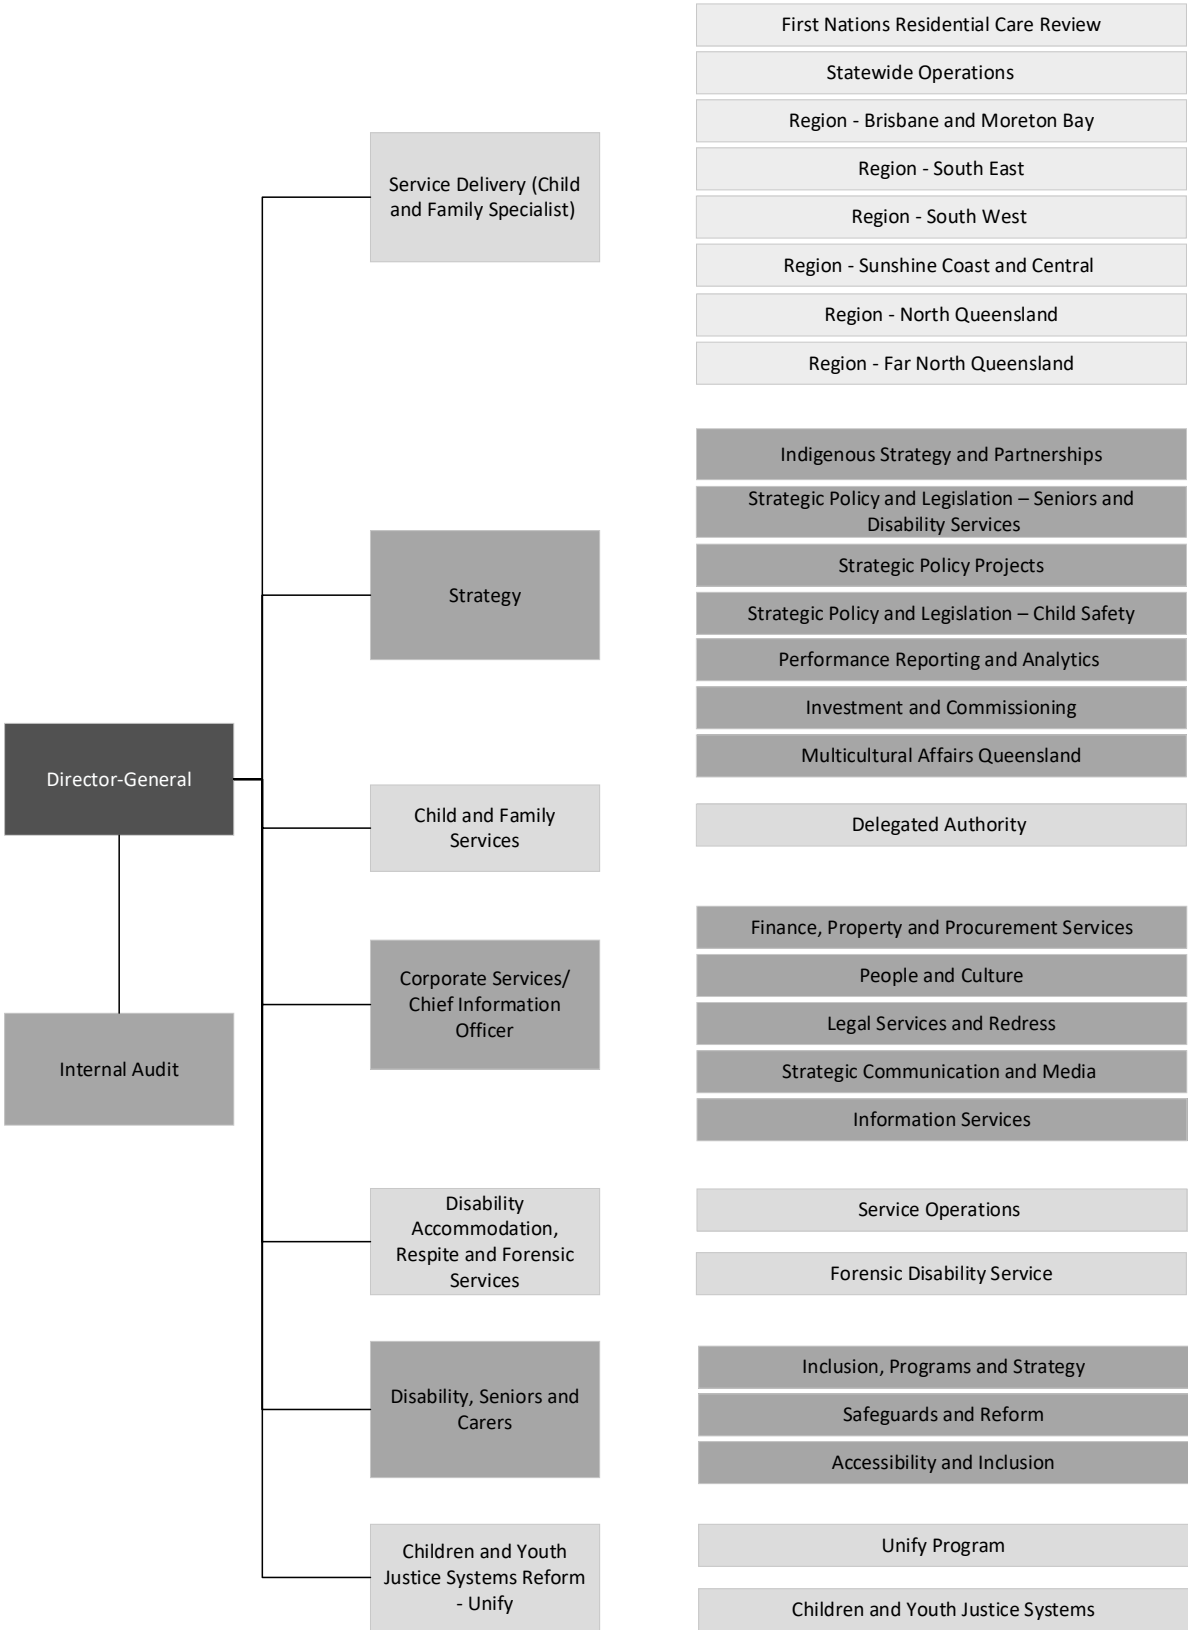 First Nations Residential Care Review
Statewide Operations
Region - Brisbane and Moreton Bay
Service Delivery (Child
and Family Specialist)
Region - South East
Region - South West
Region - Sunshine Coast and Central
Region - North Queensland
Region - Far North Queensland
Strategy
Indigenous Strategy and Partnerships
Strategic Policy and Legislation – Seniors and
Disability Services
Strategic Policy Projects
Strategic Policy and Legislation – Child Safety
Performance Reporting and Analytics
Investment and Commissioning
Multicultural Affairs Queensland
Director-General
Internal Audit
Child and Family
Services
Delegated Authority
Corporate Services/
Chief Information
Officer
Finance, Property and Procurement Services
People and Culture
Legal Services and Redress
Strategic Communication and Media
Information Services
Disability
Accommodation,
Respite and Forensic
Services
Service Operations
Forensic Disability Service
Disability, Seniors and
Carers
Inclusion, Programs and Strategy
Safeguards and Reform
Accessibility and Inclusion
Children and Youth
Justice Systems Reform
- Unify
Unify Program
Children and Youth Justice Systems